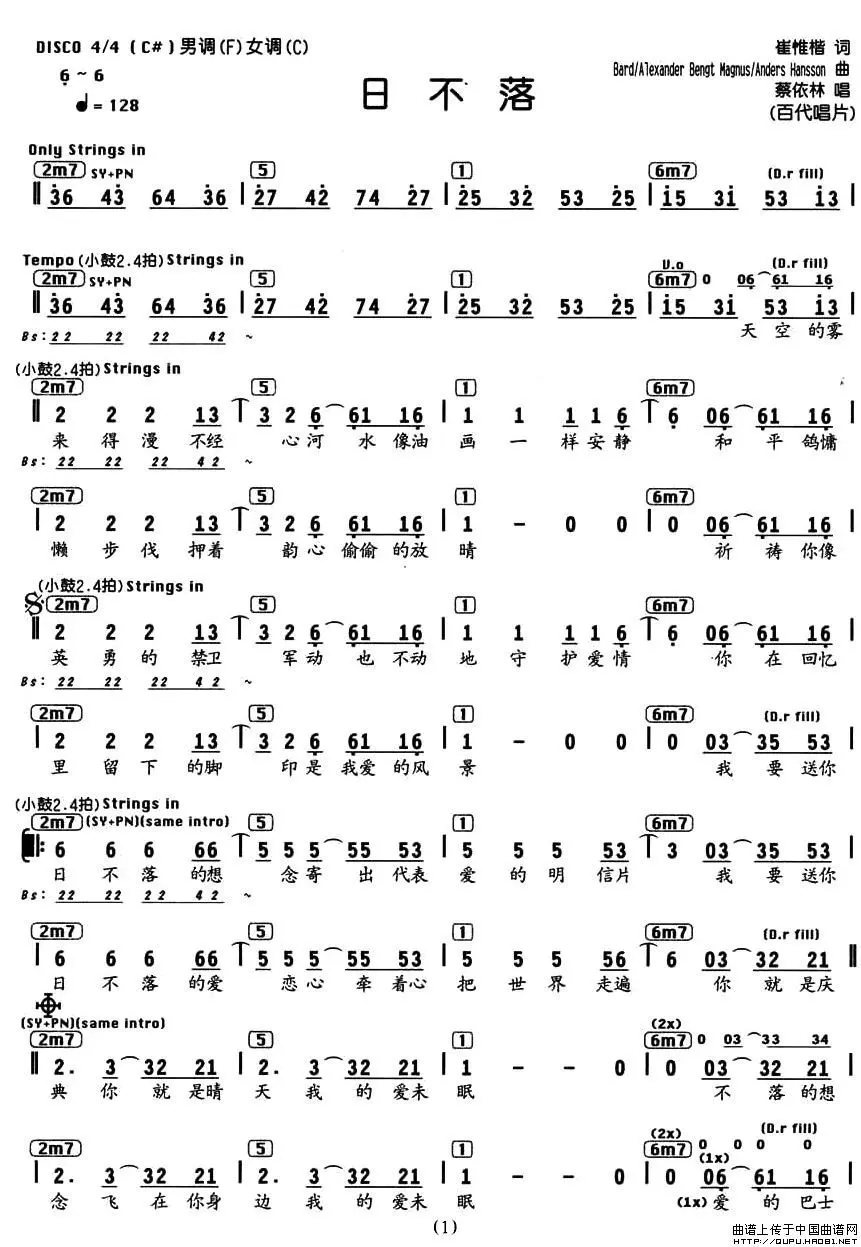 DISCO 4/4 (C#) 男调(F)女调(C)
6 ~ 6
♩= 128
日 不 落
崔惟楷 词
Bard/Alexander Bengt Magnus/Anders Hansson 曲
蔡依林 唱
(百代唱片)
Only Strings in
2m7 SY+PN 5 1 6m7 (D.r fill)
‖ 36 43 64 36 | 27 42 74 27 | 25 32 53 25 | 15 31 53 13 |
Tempo(小鼓2.4拍)Strings in V.o (D.r fill)
2m7 SY+PN 5 1 6m7 0 06 61 16
‖ 36 43 64 36 | 27 42 74 27 | 25 32 53 25 | 15 31 53 13 |
Bs: 22 22 22 42 ~ 天 空 的雾
(小鼓2.4拍)Strings in
2m7 5 1 6m7
‖ 2 2 2 13 | 3 2 6 61 16 | 1 1 1 1 6 | 6 06 61 16 |
来 得 漫 不经 心河 水 像油 画 一 样安静 和 平 鸽慵
Bs: 22 22 22 42 ~
2m7 5 1 6m7
| 2 2 2 13 | 3 2 6 61 16 | 1 – 0 0 | 0 06 61 16 |
懒 步 伐 押着 韵心 偷偷 的放 晴 祈 祷 你像
(小鼓2.4拍)Strings in
2m7 5 1 6m7
‖ 2 2 2 13 | 3 2 6 61 16 | 1 1 1 1 6 | 6 06 61 16 |
英 勇 的 禁卫 军动 也 不动 地 守 护爱情 你 在 回忆
Bs: 22 22 22 42 ~
2m7 5 1 6m7 (D.r fill)
| 2 2 2 13 | 3 2 6 61 16 | 1 – 0 0 | 0 03 35 53 |
里 留 下 的脚 印是 我爱 的风 景 我 要 送你
(小鼓2.4拍)Strings in
2m7 (SY+PN)(same intro) 5 1 6m7
‖: 6 6 6 66 | 5 5 5 55 53 | 5 5 5 53 | 3 03 35 53 |
日 不 落 的想 念寄 出 代表 爱 的 明 信片 我 要 送你
Bs: 22 22 22 42 ~
2m7 5 1 6m7 (D.r fill)
| 6 6 6 66 | 5 5 5 55 53 | 5 5 5 56 | 6 03 32 21 ‖
日 不 落 的爱 恋心 牵 着心 把 世 界 走遍 你 就 是庆
(SY+PN)(same intro) (2x)
2m7 5 1 6m7 0 03 33 34
‖ 2. 3 32 21 | 2. 3 32 21 | 1 – – 0 | 0 03 32 21 |
典 你 就 是晴 天 我 的 爱未 眠 不 落 的想
(2x) (D.r fill)
2m7 5 1 6m7 0 0 0 0
(1x)
| 2. 3 32 21 | 2. 3 32 21 | 1 – – 0 | 0 06 61 16 |
念 飞 在 你身 边 我 的 爱未 眠 (1x)爱 的 巴士
(1)
曲谱上传于中国曲谱网
HTTP://QUPU.HAO81.NET